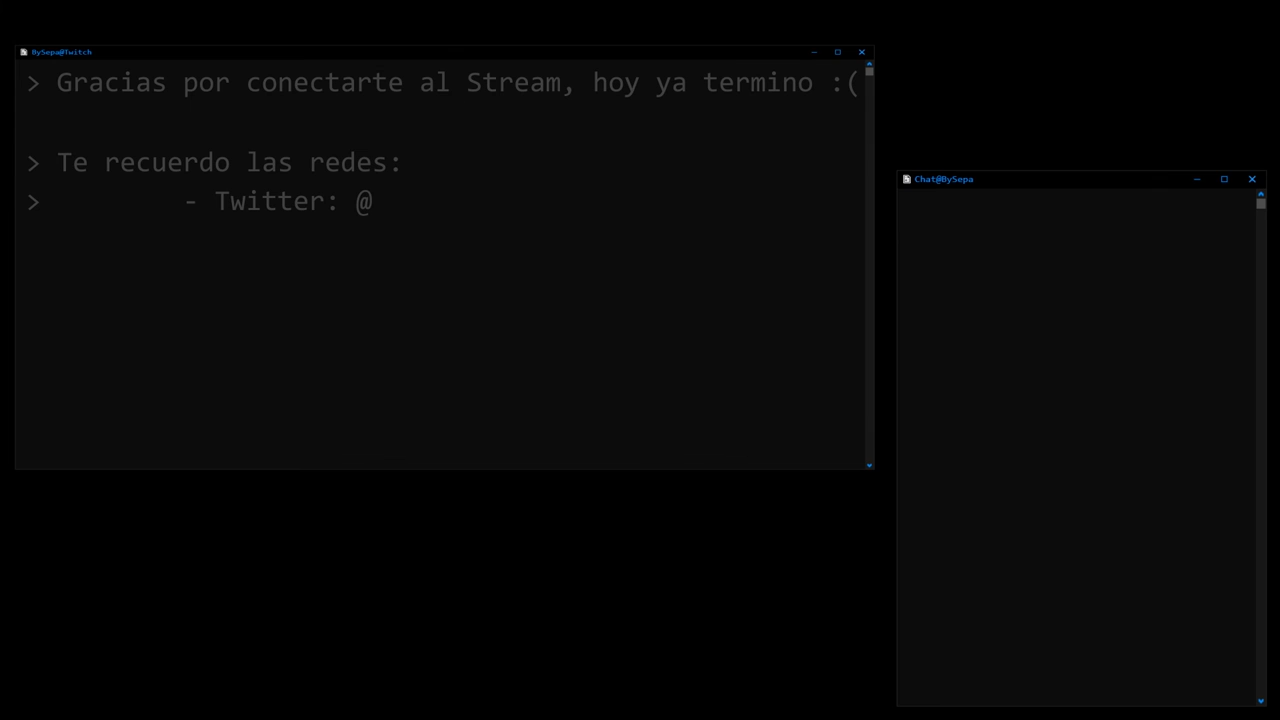 BySepa@Twitch
> Gracias por conectarte al Stream, hoy ya termino :(
> Te recuerdo las redes:
> - Twitter: @
Chat@BySepa